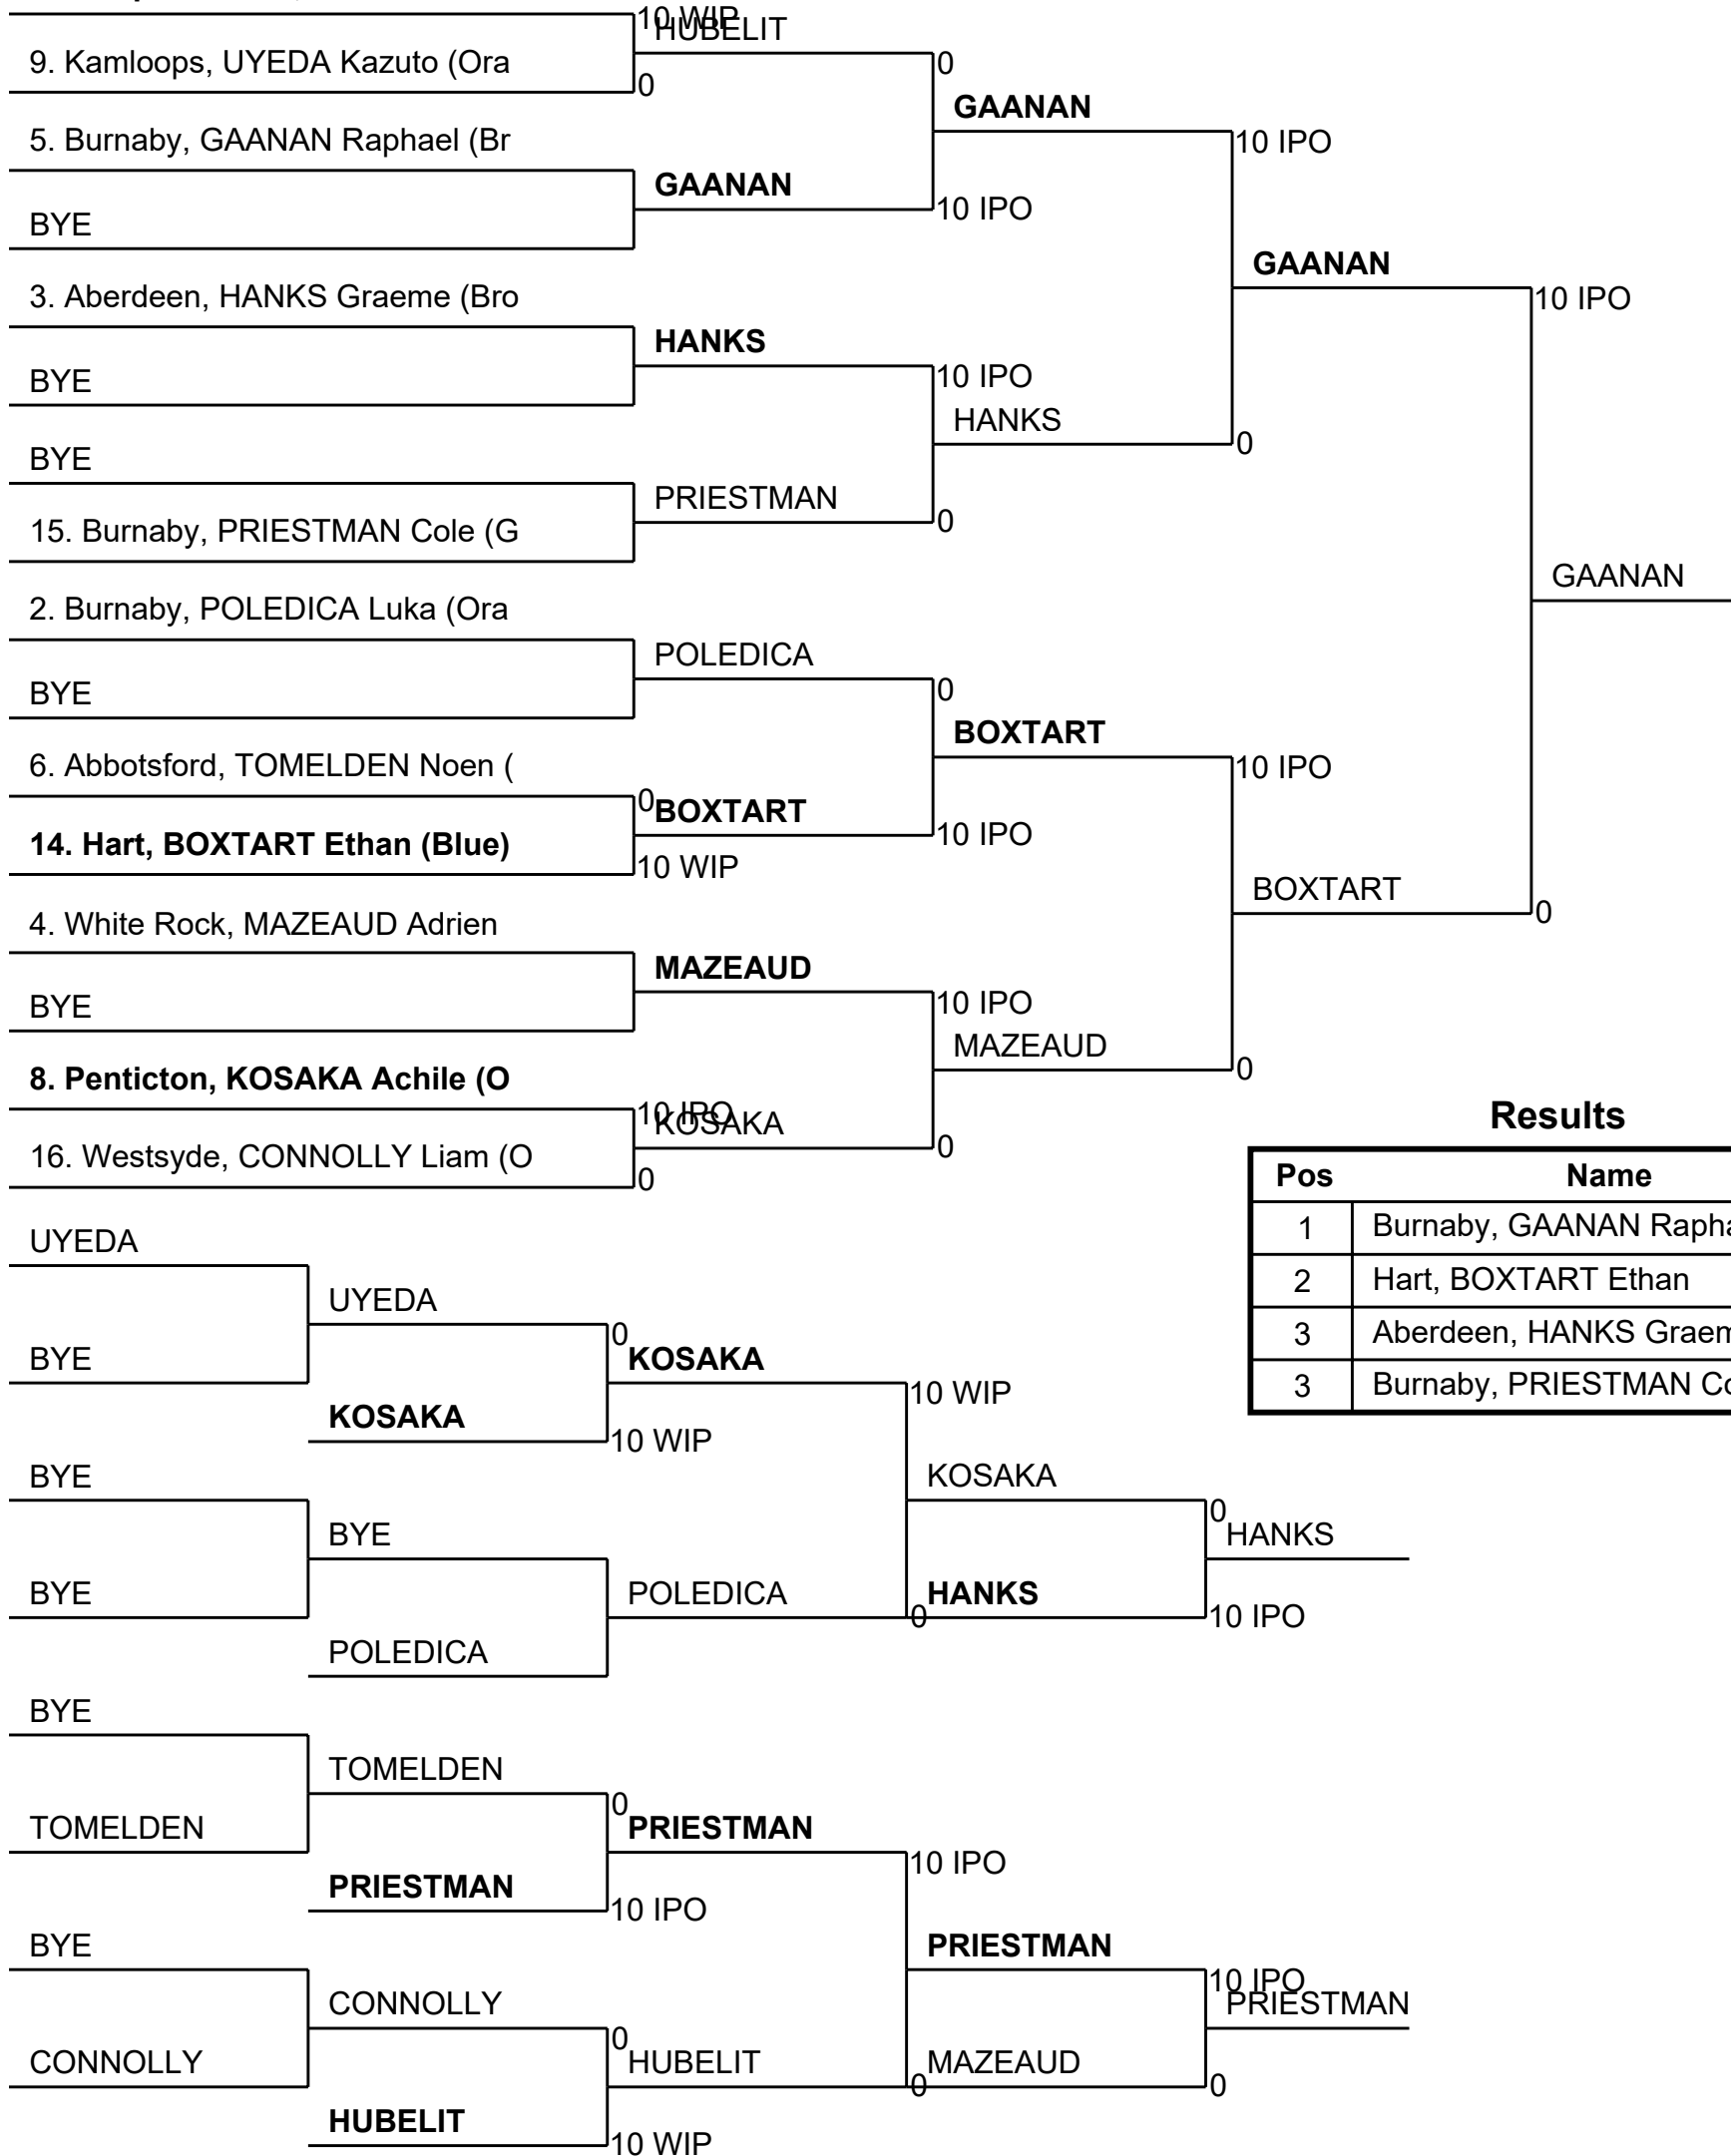 10 WIP
HUBELIT
9. Kamloops, UYEDA Kazuto (Ora
0
0
GAANAN
10 IPO
5. Burnaby, GAANAN Raphael (Br
GAANAN
10 IPO
BYE
GAANAN
10 IPO
3. Aberdeen, HANKS Graeme (Bro
HANKS
10 IPO
BYE
HANKS
0
BYE
PRIESTMAN
0
15. Burnaby, PRIESTMAN Cole (G
GAANAN
2. Burnaby, POLEDICA Luka (Ora
POLEDICA
0
BYE
BOXTART
10 IPO
6. Abbotsford, TOMELDEN Noen (
0
BOXTART
10 IPO
14. Hart, BOXTART Ethan (Blue)
10 WIP
BOXTART
0
4. White Rock, MAZEAUD Adrien
MAZEAUD
10 IPO
BYE
MAZEAUD
0
8. Penticton, KOSAKA Achile (O
10 IPO
KOSAKA
0
16. Westsyde, CONNOLLY Liam (O
0
Results
Pos Name
1 Burnaby, GAANAN Rapha
2 Hart, BOXTART Ethan
3 Aberdeen, HANKS Graem
3 Burnaby, PRIESTMAN Co
UYEDA
UYEDA
0
BYE
KOSAKA
10 WIP
KOSAKA
10 WIP
BYE
KOSAKA
0
BYE
HANKS
BYE
POLEDICA
0
HANKS
10 IPO
POLEDICA
BYE
TOMELDEN
0
TOMELDEN
PRIESTMAN
10 IPO
PRIESTMAN
10 IPO
BYE
PRIESTMAN
10 IPO
CONNOLLY
0
PRIESTMAN
CONNOLLY
HUBELIT
0
MAZEAUD
0
HUBELIT
10 WIP